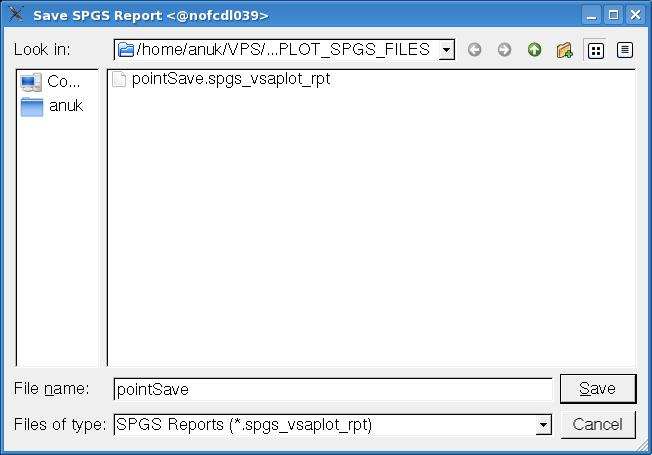 Save SPGS Report <@nofcdl039>
Look in: /home/anuk/VPS/...PLOT_SPGS_FILES
Co...
anuk
pointSave.spgs_vsaplot_rpt
File name: pointSave
Save
Files of type: SPGS Reports (*.spgs_vsaplot_rpt)
Cancel